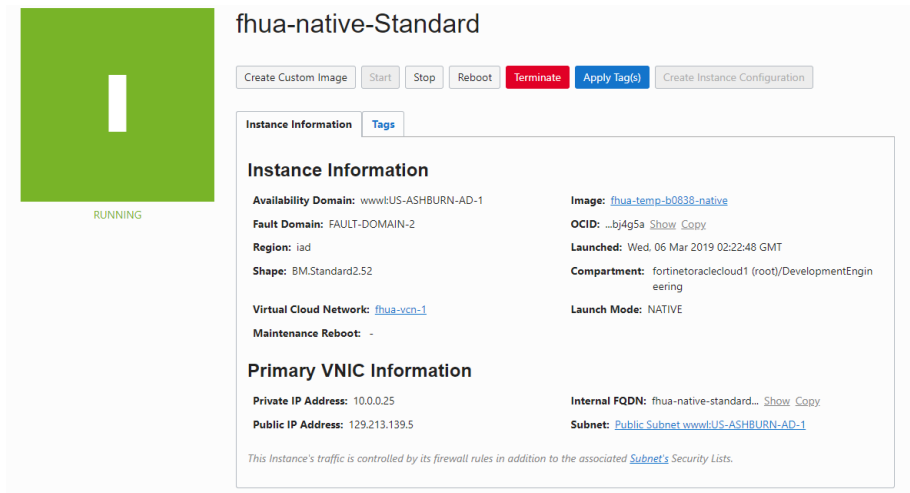 fhua-native-Standard
Create Custom Image Start Stop Reboot Terminate Apply Tag(s) Create Instance Configuration
Instance Information Tags
Instance Information
Availability Domain: wwwl:US-ASHBURN-AD-1
Image: fhua-temp-b0838-native
Fault Domain: FAULT-DOMAIN-2
OCID: ...bj4g5a Show Copy
Region: iad
Launched: Wed, 06 Mar 2019 02:22:48 GMT
Shape: BM.Standard2.52
Compartment: fortinetoraclecloud1 (root)/DevelopmentEngin
eering
Virtual Cloud Network: fhua-vcn-1
Launch Mode: NATIVE
Maintenance Reboot: -
RUNNING
Primary VNIC Information
Private IP Address: 10.0.0.25
Internal FQDN: fhua-native-standard... Show Copy
Public IP Address: 129.213.139.5
Subnet: Public Subnet wwwl:US-ASHBURN-AD-1
This Instance's traffic is controlled by its firewall rules in addition to the associated Subnet's Security Lists.